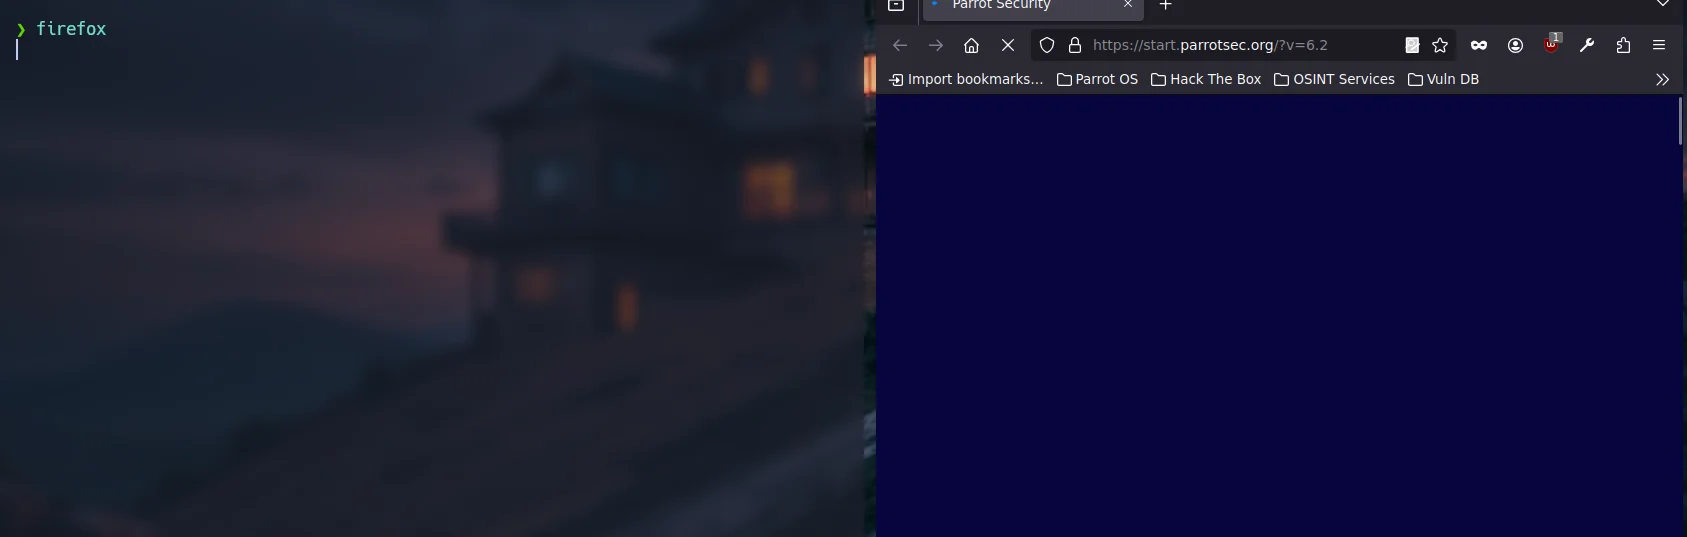 ❯ firefox
Parrot Security
https://start.parrotsec.org/?v=6.2
1
Import bookmarks... Parrot OS Hack The Box OSINT Services Vuln DB